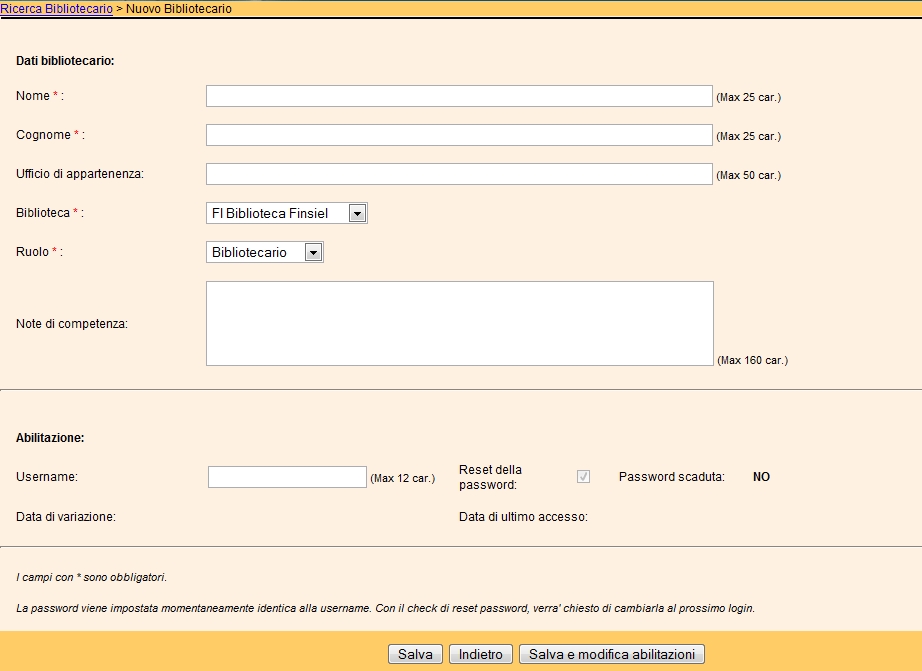 Ricerca Bibliotecario > Nuovo Bibliotecario
Dati bibliotecario:
Nome * : (Max 25 car.)
Cognome * : (Max 25 car.)
Ufficio di appartenenza: (Max 50 car.)
Biblioteca * : FI Biblioteca Finsiel
Ruolo * : Bibliotecario
Note di competenza: (Max 160 car.)
Abilitazione:
Username: (Max 12 car.) Reset della password: Password scaduta: NO
Data di variazione: Data di ultimo accesso:
I campi con * sono obbligatori.
La password viene impostata momentaneamente identica alla username. Con il check di reset password, verra' chiesto di cambiarla al prossimo login.
Salva Indietro Salva e modifica abilitazioni